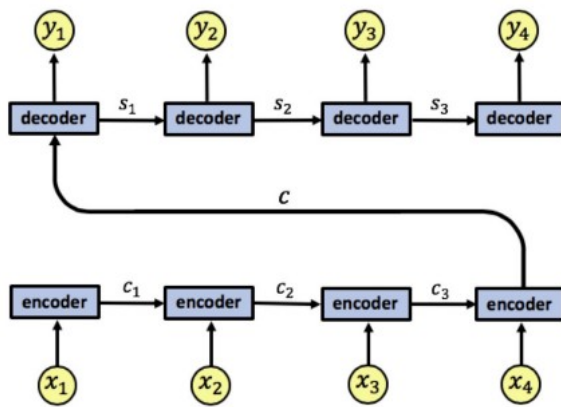 y₁ y₂ y₃ y₄
s₁ s₂ s₃
decoder decoder decoder decoder
c
c₁ c₂ c₃
encoder encoder encoder encoder
x₁ x₂ x₃ x₄